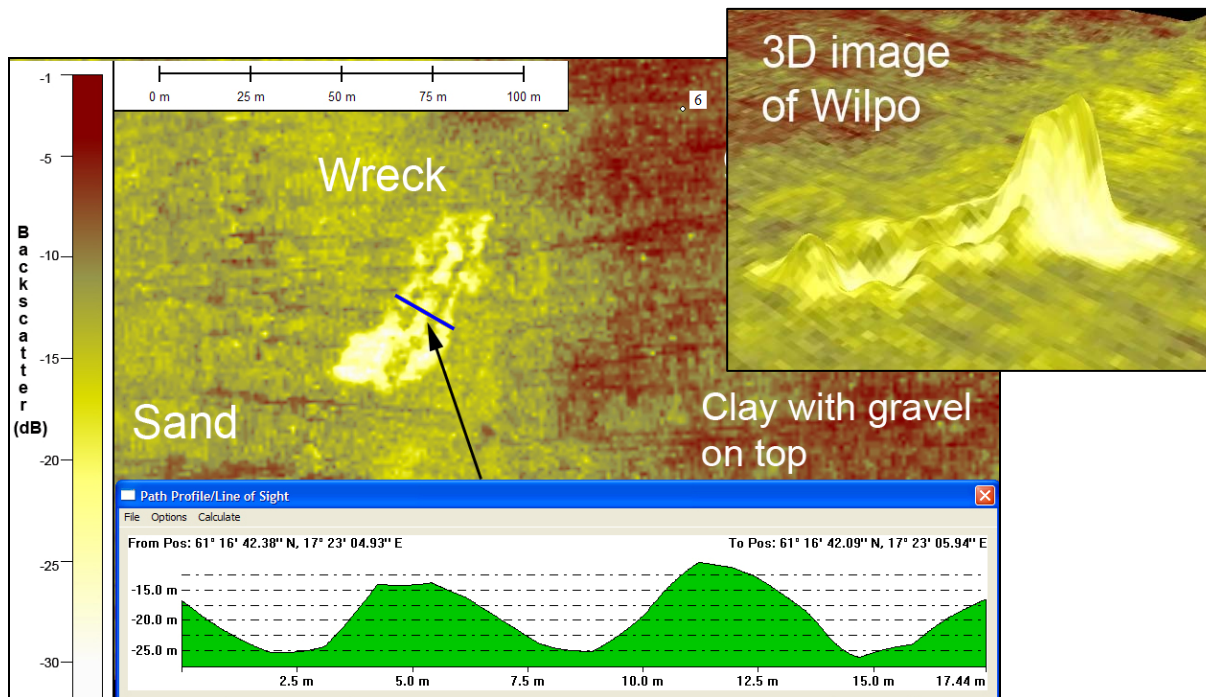 3D image
of Wilpo
-1
-5
-10
-15
-20
-25
-30
Backscatter
(dB)
0 m 25 m 50 m 75 m 100 m
6
Wreck
Sand
Clay with gravel
on top
Path Profile/Line of Sight
File Options Calculate
From Pos: 61° 16' 42.38" N, 17° 23' 04.93" E To Pos: 61° 16' 42.09" N, 17° 23' 05.94" E
-15.0 m
-20.0 m
-25.0 m
2.5 m 5.0 m 7.5 m 10.0 m 12.5 m 15.0 m 17.44 m